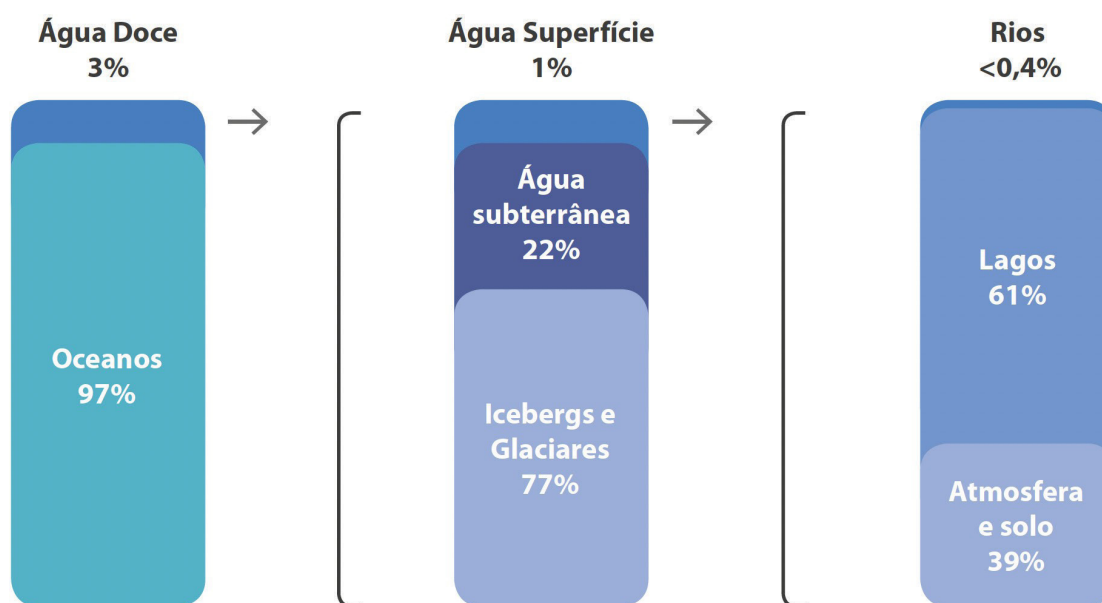 Água Doce
3%
Oceanos
97%
Água Superfície
1%
Água
subterrânea
22%
Icebergs e
Glaciares
77%
Rios
<0,4%
Lagos
61%
Atmosfera
e solo
39%